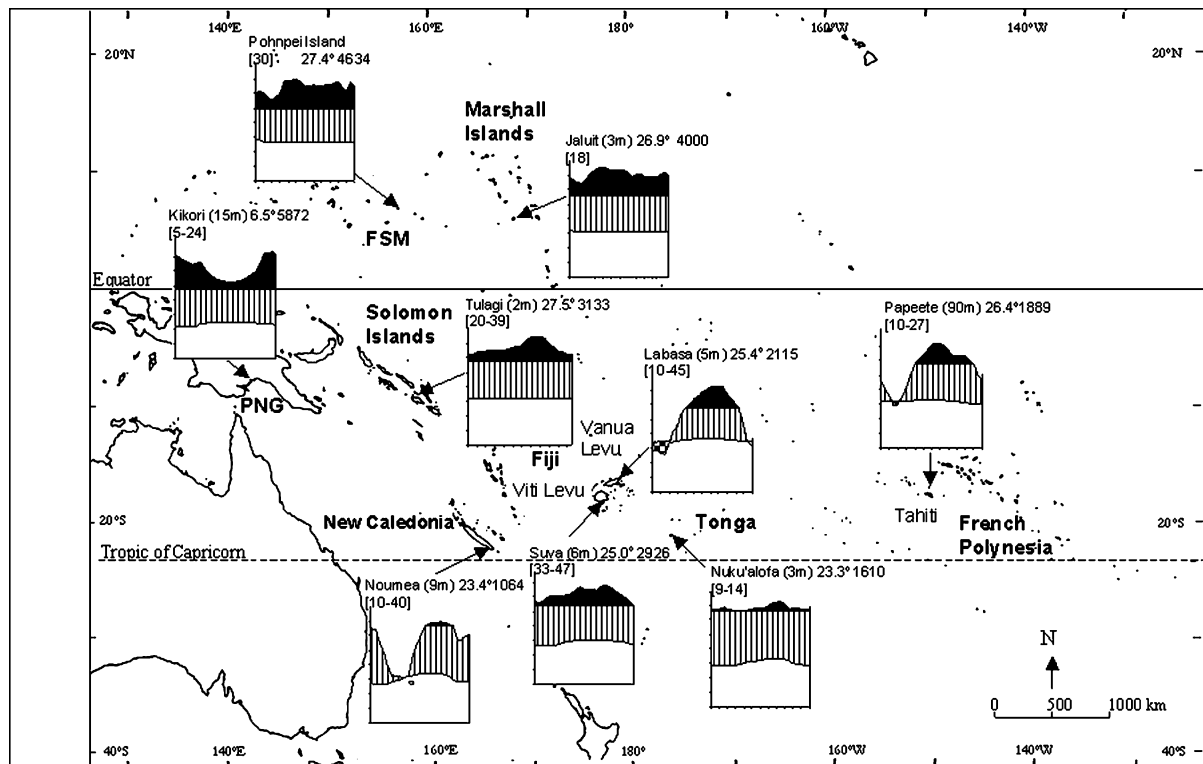 140°E 160°E 180° 160°W 140°W
20°N 20°N
Pohnpei Island
[30] 27.4° 4634
Marshall
Islands
Jaluit (3m) 26.9° 4000
[18]
Kikori (15m) 6.5° 5872
[5-24]
FSM
Equator
Solomon
Islands
Tulagi (2m) 27.5° 3133
[20-39]
Papeete (90m) 26.4° 1889
[10-27]
Labasa (5m) 25.4° 2115
[10-45]
PNG
Vanua
Levu
Fiji
Viti Levu
New Caledonia
Tonga
Tahiti
French
Polynesia
20°S 20°S
Tropic of Capricorn
Suva (6m) 25.0° 2926
[33-47]
Noumea (9m) 23.4° 1064
[10-40]
Nuku'alofa (3m) 23.3° 1610
[9-14]
N
0 500 1000 km
40°S 140°E 160°E 180° 160°W 140°W 40°S